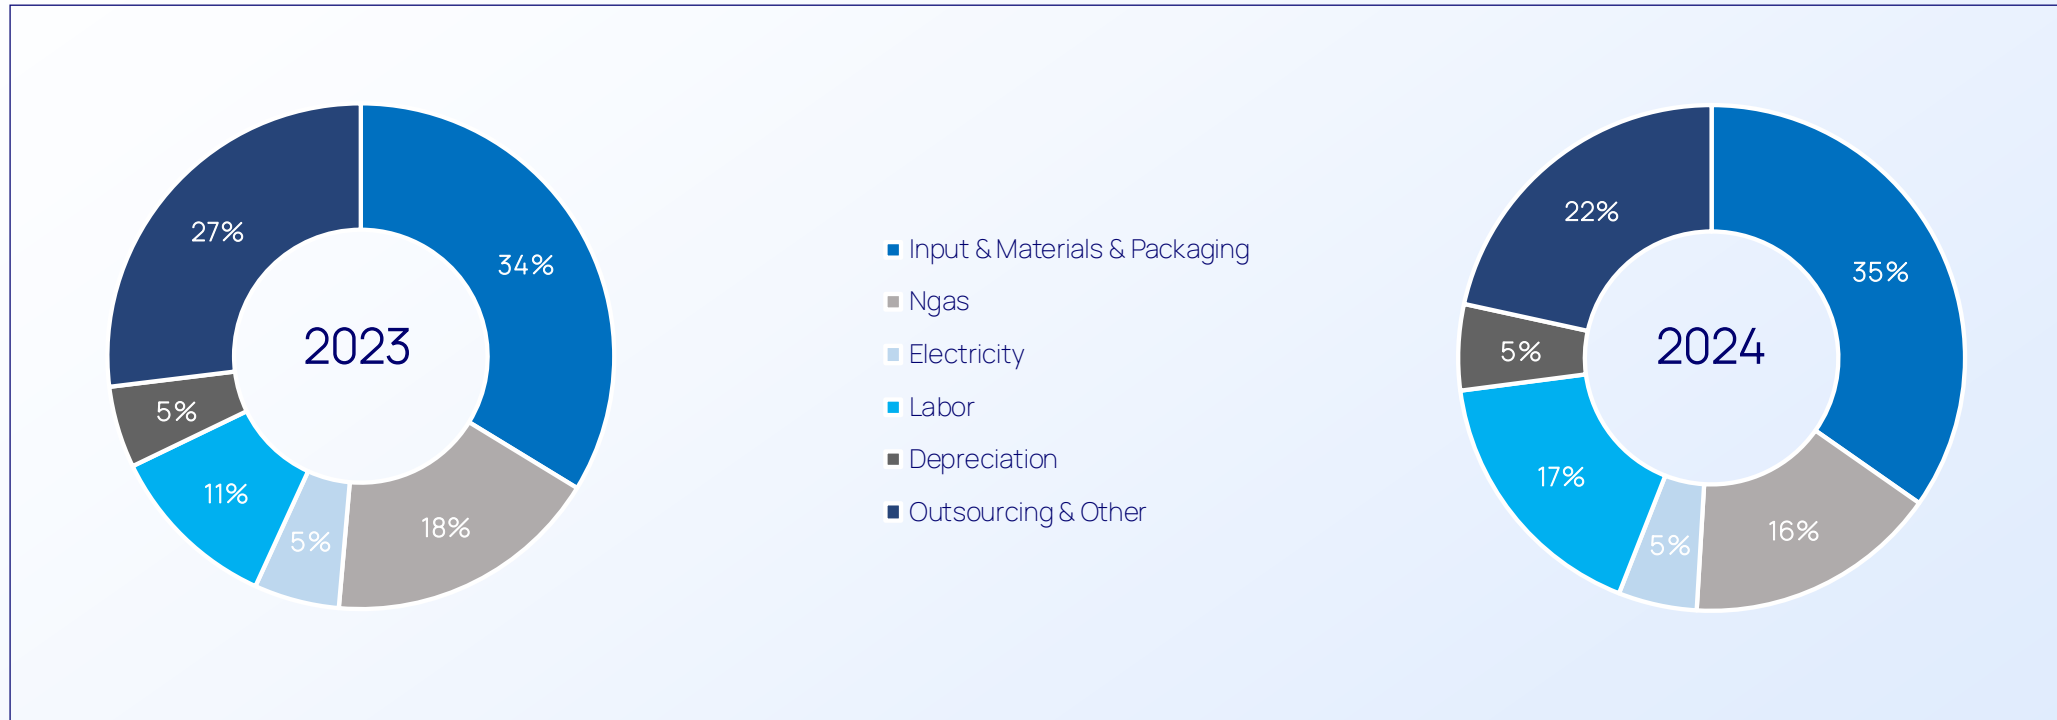 27%
34%
2023
5%
11%
5%
18%
Input & Materials & Packaging
Ngas
Electricity
Labor
Depreciation
Outsourcing & Other
22%
35%
2024
5%
17%
5%
16%